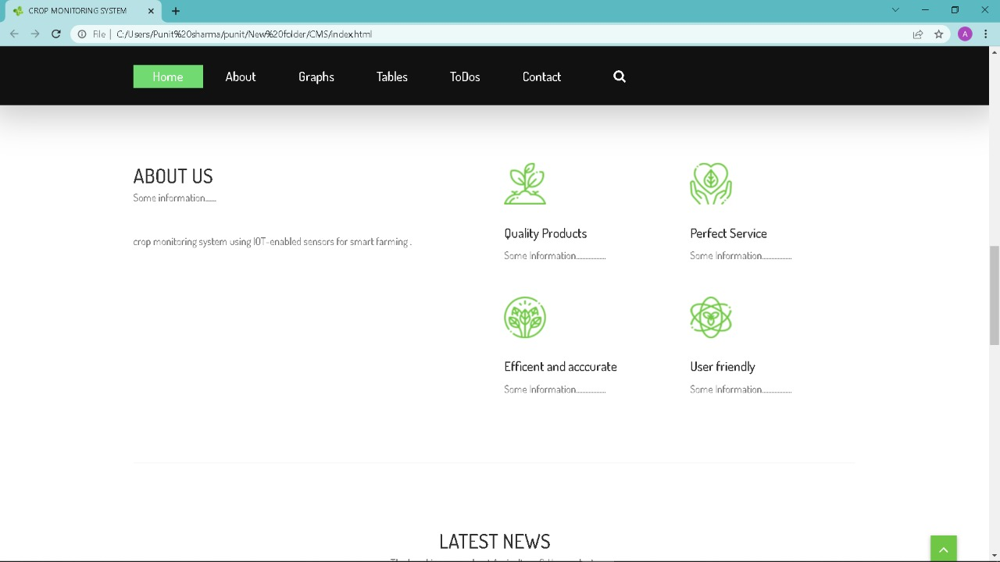 CROP MONITORING SYSTEM
File | C:/Users/Punit%20sharma/punit/New%20folder/CMS/index.html
A
Home About Graphs Tables ToDos Contact
ABOUT US
Some information......
crop monitoring system using IOT-enabled sensors for smart farming .
Quality Products
Some Information...................
Perfect Service
Some Information...................
Efficent and acccurate
Some Information...................
User friendly
Some Information...................
LATEST NEWS